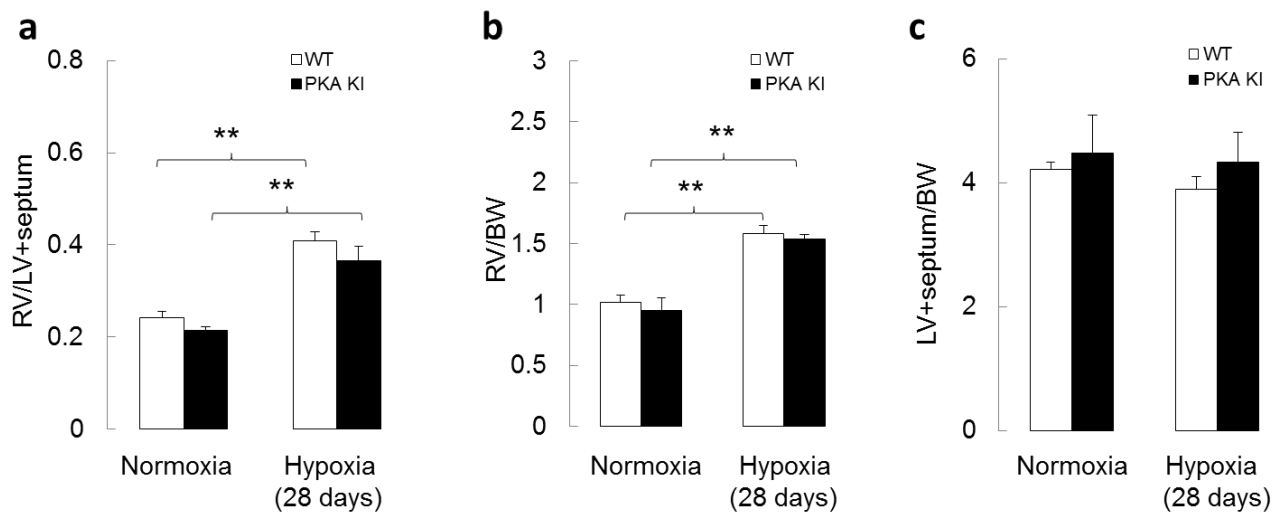 a
RV/LV+septum
0.8
0.6
0.4
0.2
0
WT
PKA KI
**
**
Normoxia
Hypoxia
(28 days)
b
RV/BW
3
2.5
2
1.5
1
0.5
0
WT
PKA KI
**
**
Normoxia
Hypoxia
(28 days)
c
LV+septum/BW
6
4
2
0
WT
PKA KI
Normoxia
Hypoxia
(28 days)